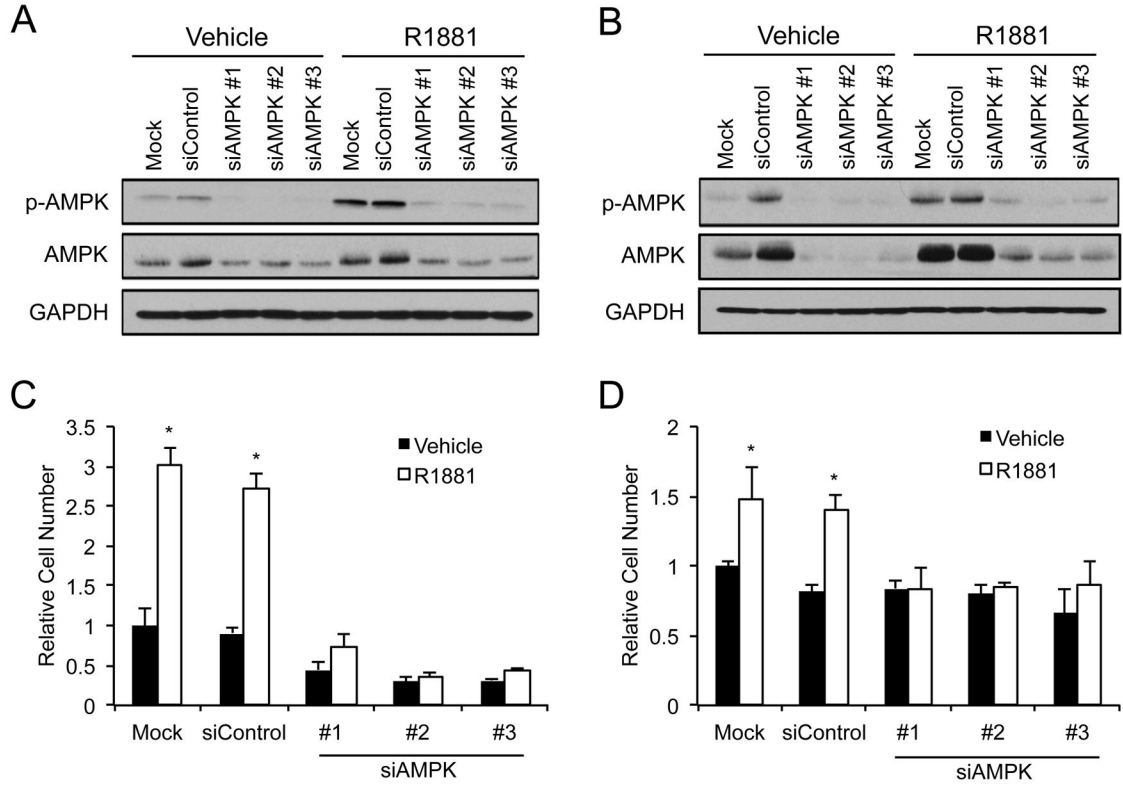 A
Vehicle R1881
Mock siControl siAMPK #1 siAMPK #2 siAMPK #3 Mock siControl siAMPK #1 siAMPK #2 siAMPK #3
p-AMPK
AMPK
GAPDH
B
Vehicle R1881
Mock siControl siAMPK #1 siAMPK #2 siAMPK #3 Mock siControl siAMPK #1 siAMPK #2 siAMPK #3
p-AMPK
AMPK
GAPDH
C
Relative Cell Number
3.5
3
2.5
2
1.5
1
0.5
0
* *
Vehicle
R1881
Mock siControl #1 #2 #3
siAMPK
D
Relative Cell Number
2
1.5
1
0.5
0
* *
Vehicle
R1881
Mock siControl #1 #2 #3
siAMPK